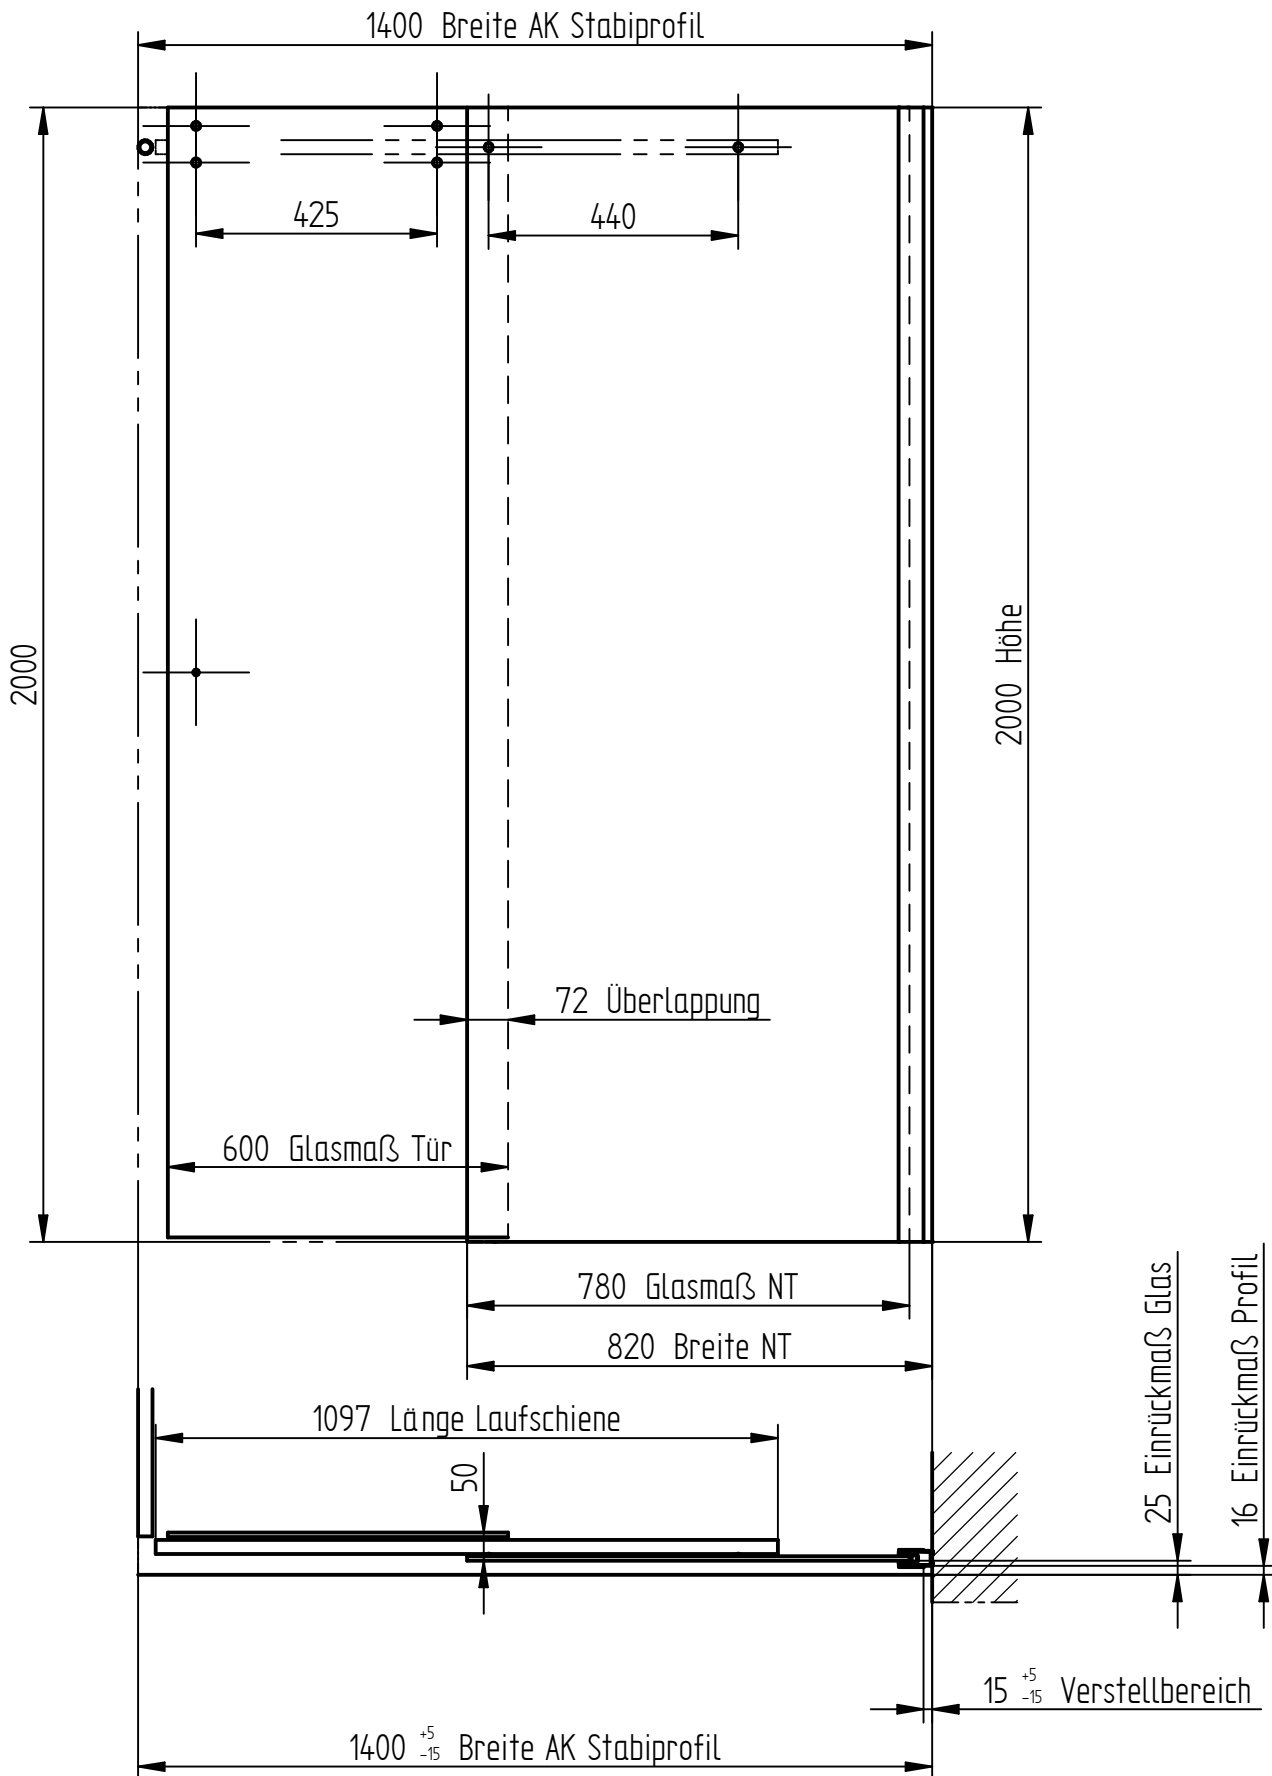 1400 Breite AK Stabiprofil
425
440
2000
2000 Höhe
72 Überlappung
600 Glasmaß Tür
780 Glasmaß NT
820 Breite NT
1097 Länge Laufschiene
50
25 Einrückmaß Glas
16 Einrückmaß Profil
15 +5 -15 Verstellbereich
1400 +5 -15 Breite AK Stabiprofil